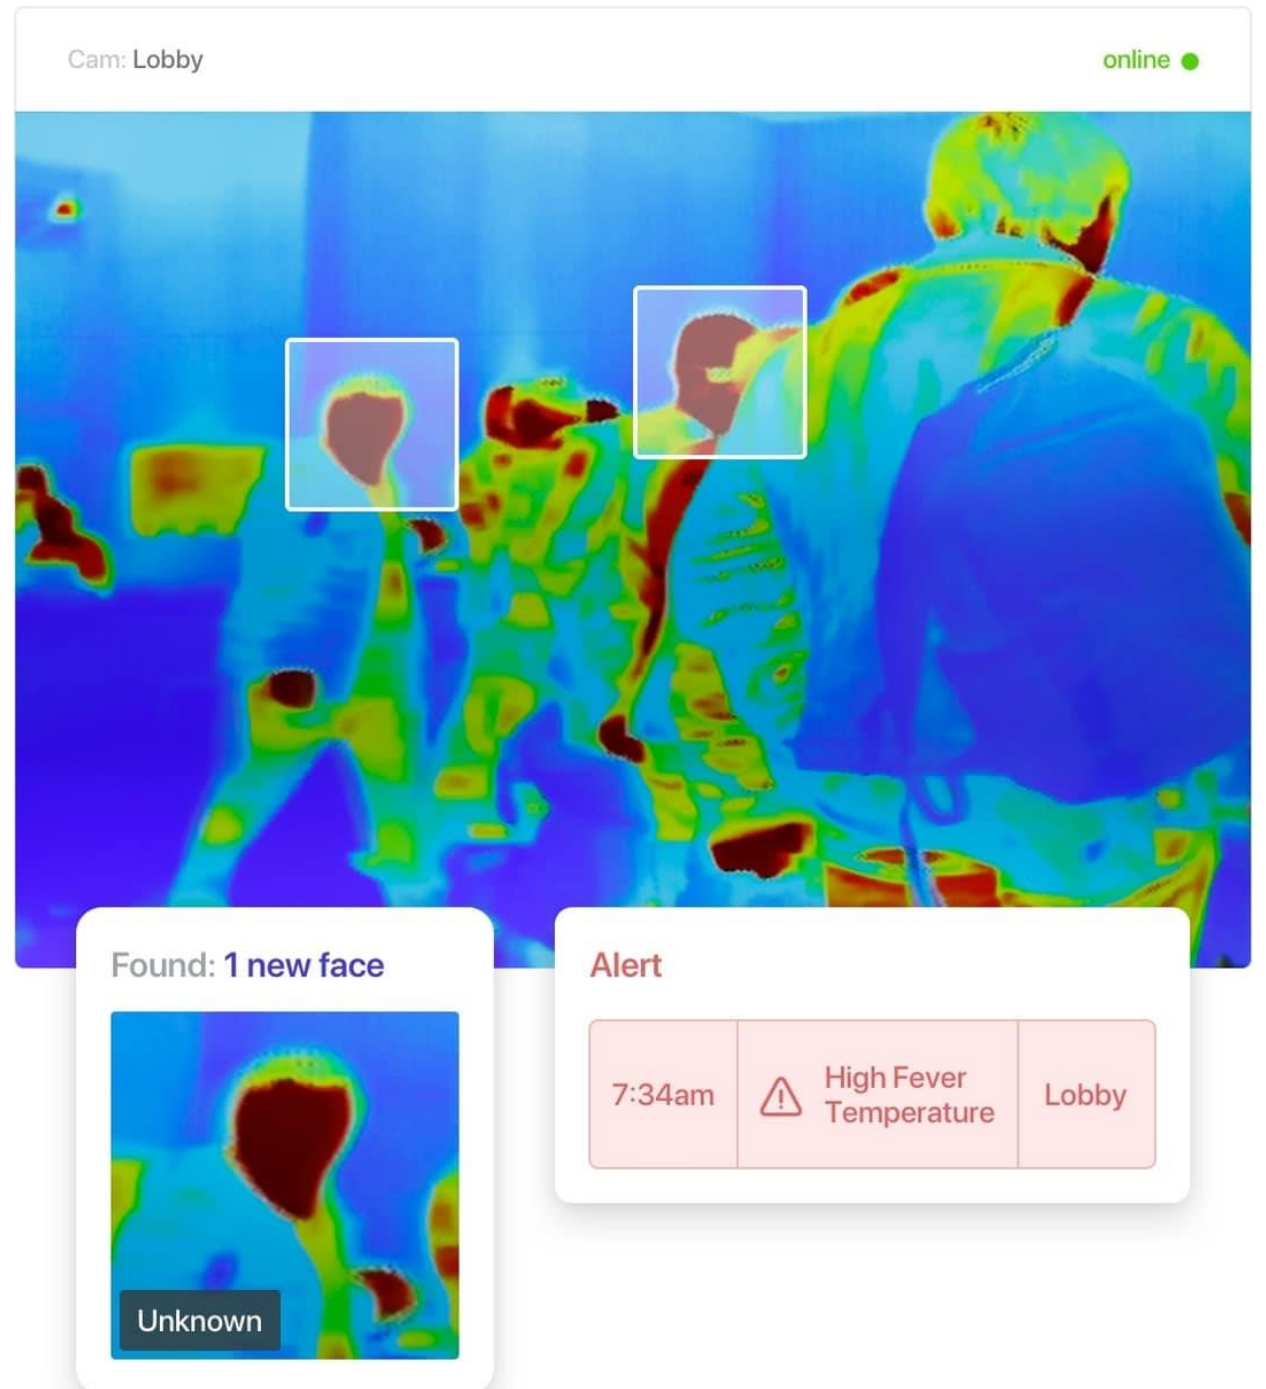 Cam: Lobby
online
Found: 1 new face
Unknown
Alert
7:34am
High Fever
Temperature
Lobby